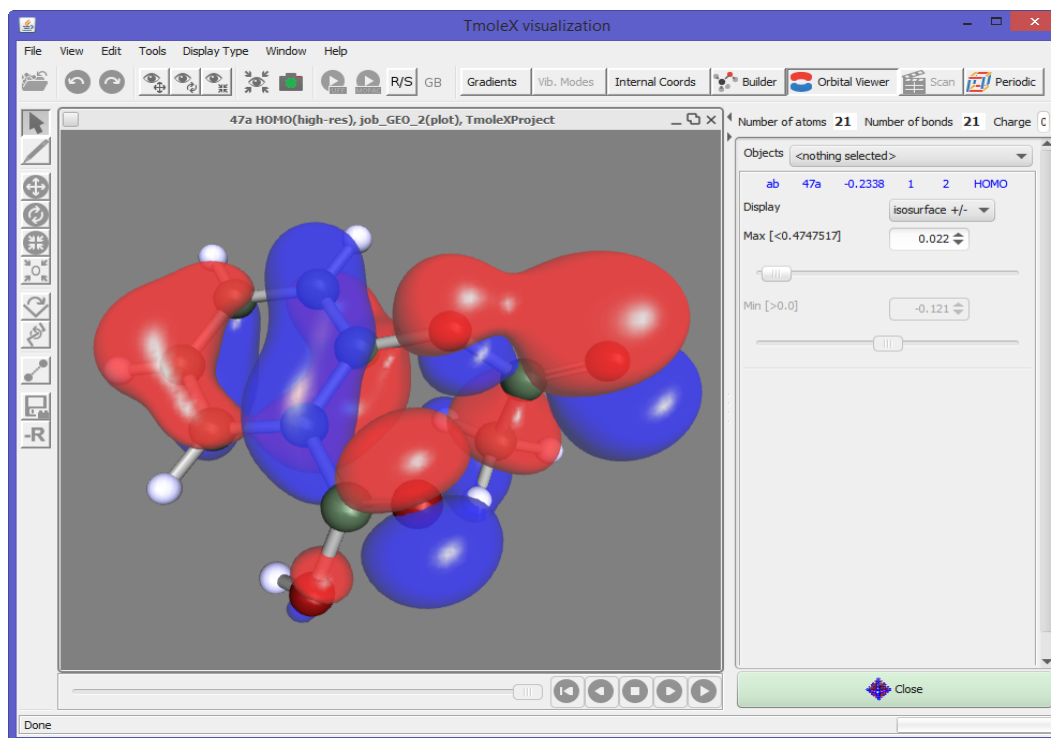 TmoleX visualization
File View Edit Tools Display Type Window Help
R/S GB Gradients Vib. Modes Internal Coords Builder Orbital Viewer Scan Periodic
47a HOMO(high-res), job_GEO_2(plot), TmoleXProject
Number of atoms 21 Number of bonds 21 Charge
Objects <nothing selected>
ab 47a -0.2338 1 2 HOMO
Display isosurface +/-
Max [<0.4747517] 0.022
Min [>0.0] -0.121
-R
Close
Done